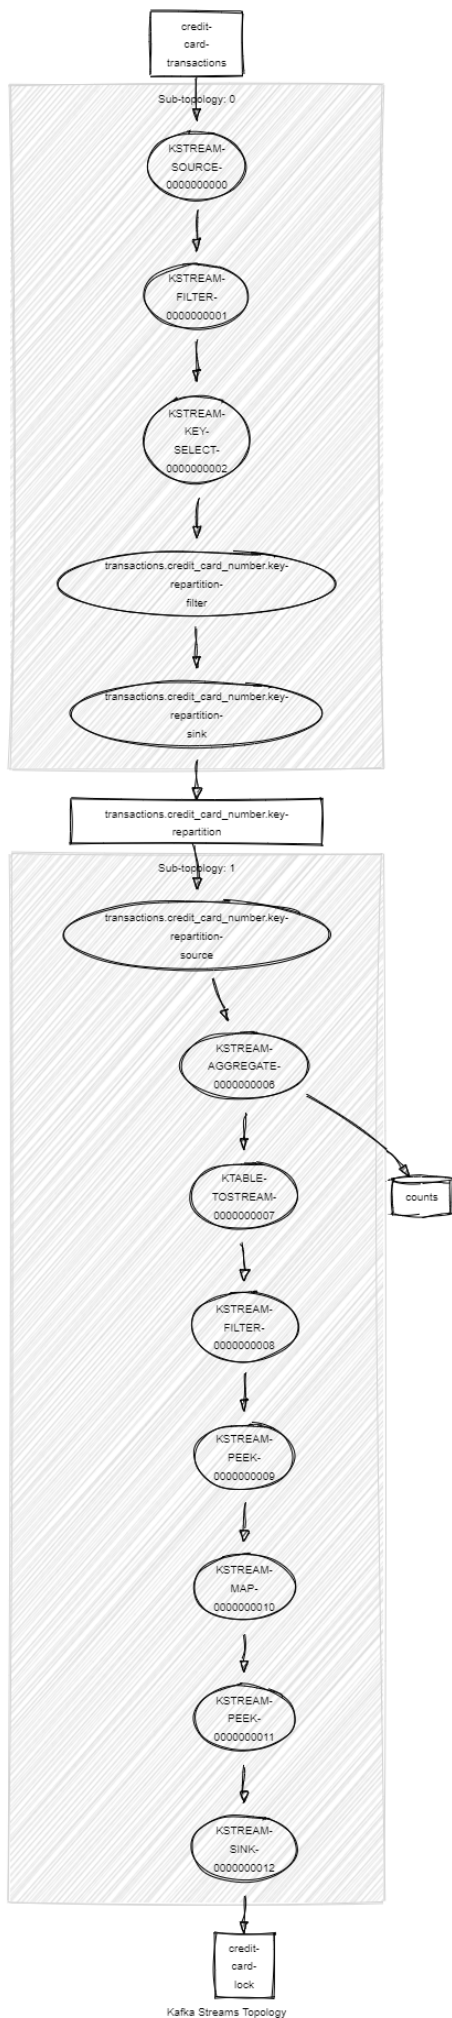 credit-
card-
transactions
Sub-topology: 0
KSTREAM-
SOURCE-
0000000000
KSTREAM-
FILTER-
0000000001
KSTREAM-
KEY-
SELECT-
0000000002
transactions.credit_card_number.key-
repartition-
filter
transactions.credit_card_number.key-
repartition-
sink
transactions.credit_card_number.key-
repartition
Sub-topology: 1
transactions.credit_card_number.key-
repartition-
source
KSTREAM-
AGGREGATE-
0000000006
KTABLE-
TOSTREAM-
0000000007
counts
KSTREAM-
FILTER-
0000000008
KSTREAM-
PEEK-
0000000009
KSTREAM-
MAP-
0000000010
KSTREAM-
PEEK-
0000000011
KSTREAM-
SINK-
0000000012
credit-
card-
lock
Kafka Streams Topology